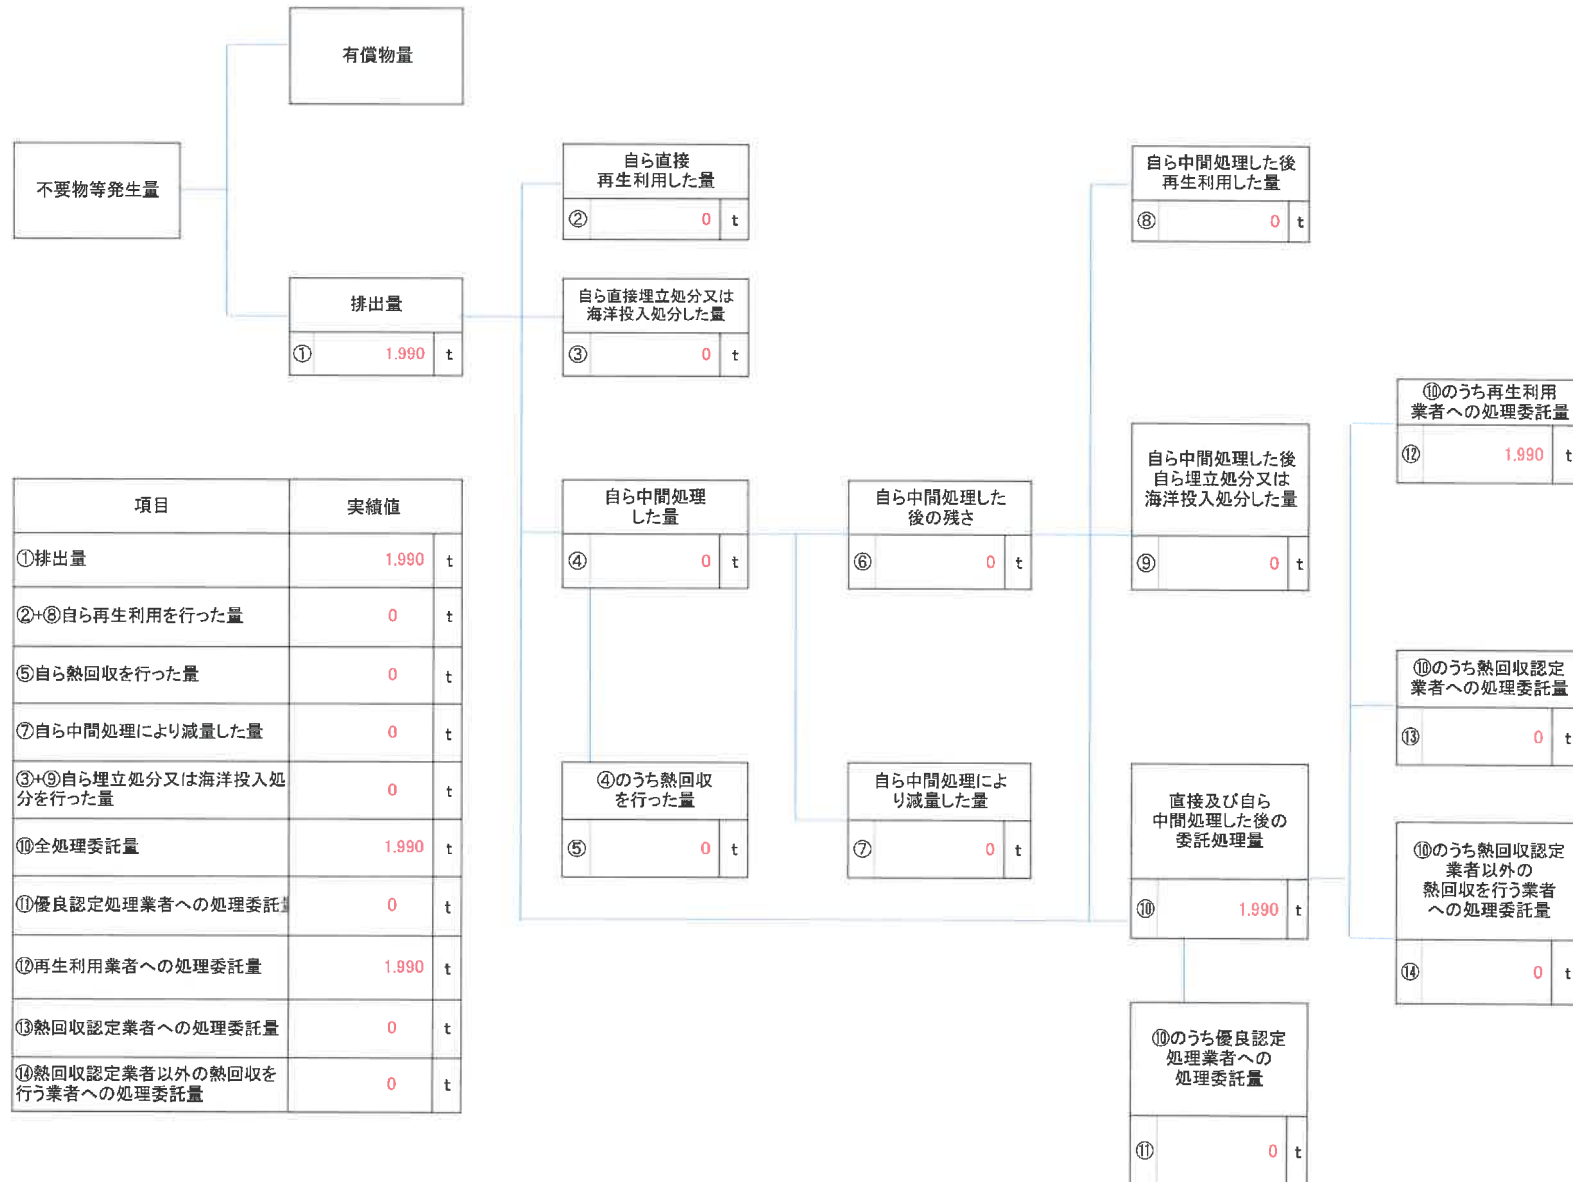 有償物量
不要物等発生量
排出量
① 1.990 t
自ら直接
再生利用した量
② 0 t
自ら直接埋立処分又は
海洋投入処分した量
③ 0 t
自ら中間処理
した量
④ 0 t
④のうち熱回収
を行った量
⑤ 0 t
自ら中間処理した
後の残さ
⑥ 0 t
自ら中間処理によ
り減量した量
⑦ 0 t
自ら中間処理した後
再生利用した量
⑧ 0 t
自ら中間処理した後
自ら埋立処分又は
海洋投入処分した量
⑨ 0 t
直接及び自ら
中間処理した後の
委託処理量
⑩ 1.990 t
⑩のうち優良認定
処理業者への
処理委託量
⑪ 0 t
⑩のうち再生利用
業者への処理委託量
⑫ 1.990 t
⑩のうち熱回収認定
業者への処理委託量
⑬ 0 t
⑩のうち熱回収認定
業者以外の
熱回収を行う業者
への処理委託量
⑭ 0 t
項目 実績値
①排出量 1.990 t
②+⑧自ら再生利用を行った量 0 t
⑤自ら熱回収を行った量 0 t
⑦自ら中間処理により減量した量 0 t
③+⑨自ら埋立処分又は海洋投入処
分を行った量 0 t
⑩全処理委託量 1.990 t
⑪優良認定処理業者への処理委託 0 t
⑫再生利用業者への処理委託量 1.990 t
⑬熱回収認定業者への処理委託量 0 t
⑭熱回収認定業者以外の熱回収を
行う業者への処理委託量 0 t